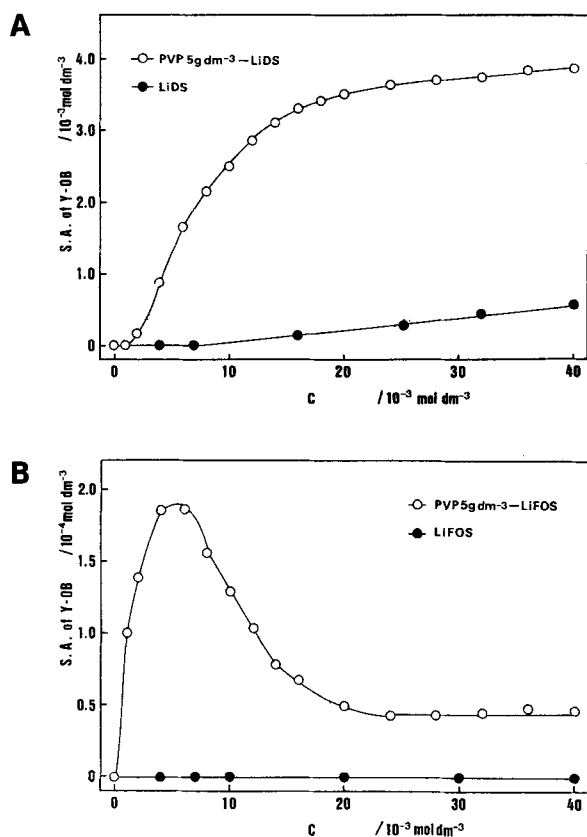 A
PVP 5g dm⁻³—LiDS
LiDS
S.A. of Y-OB / 10⁻³ mol dm⁻³
4.0
3.0
2.0
1.0
0
0 10 20 30 40
C / 10⁻³ mol dm⁻³
B
PVP 5g dm⁻³—LiFOS
LiFOS
S.A. of Y-OB / 10⁻⁴ mol dm⁻³
2.0
1.5
1.0
0.5
0
0 10 20 30 40
C / 10⁻³ mol dm⁻³